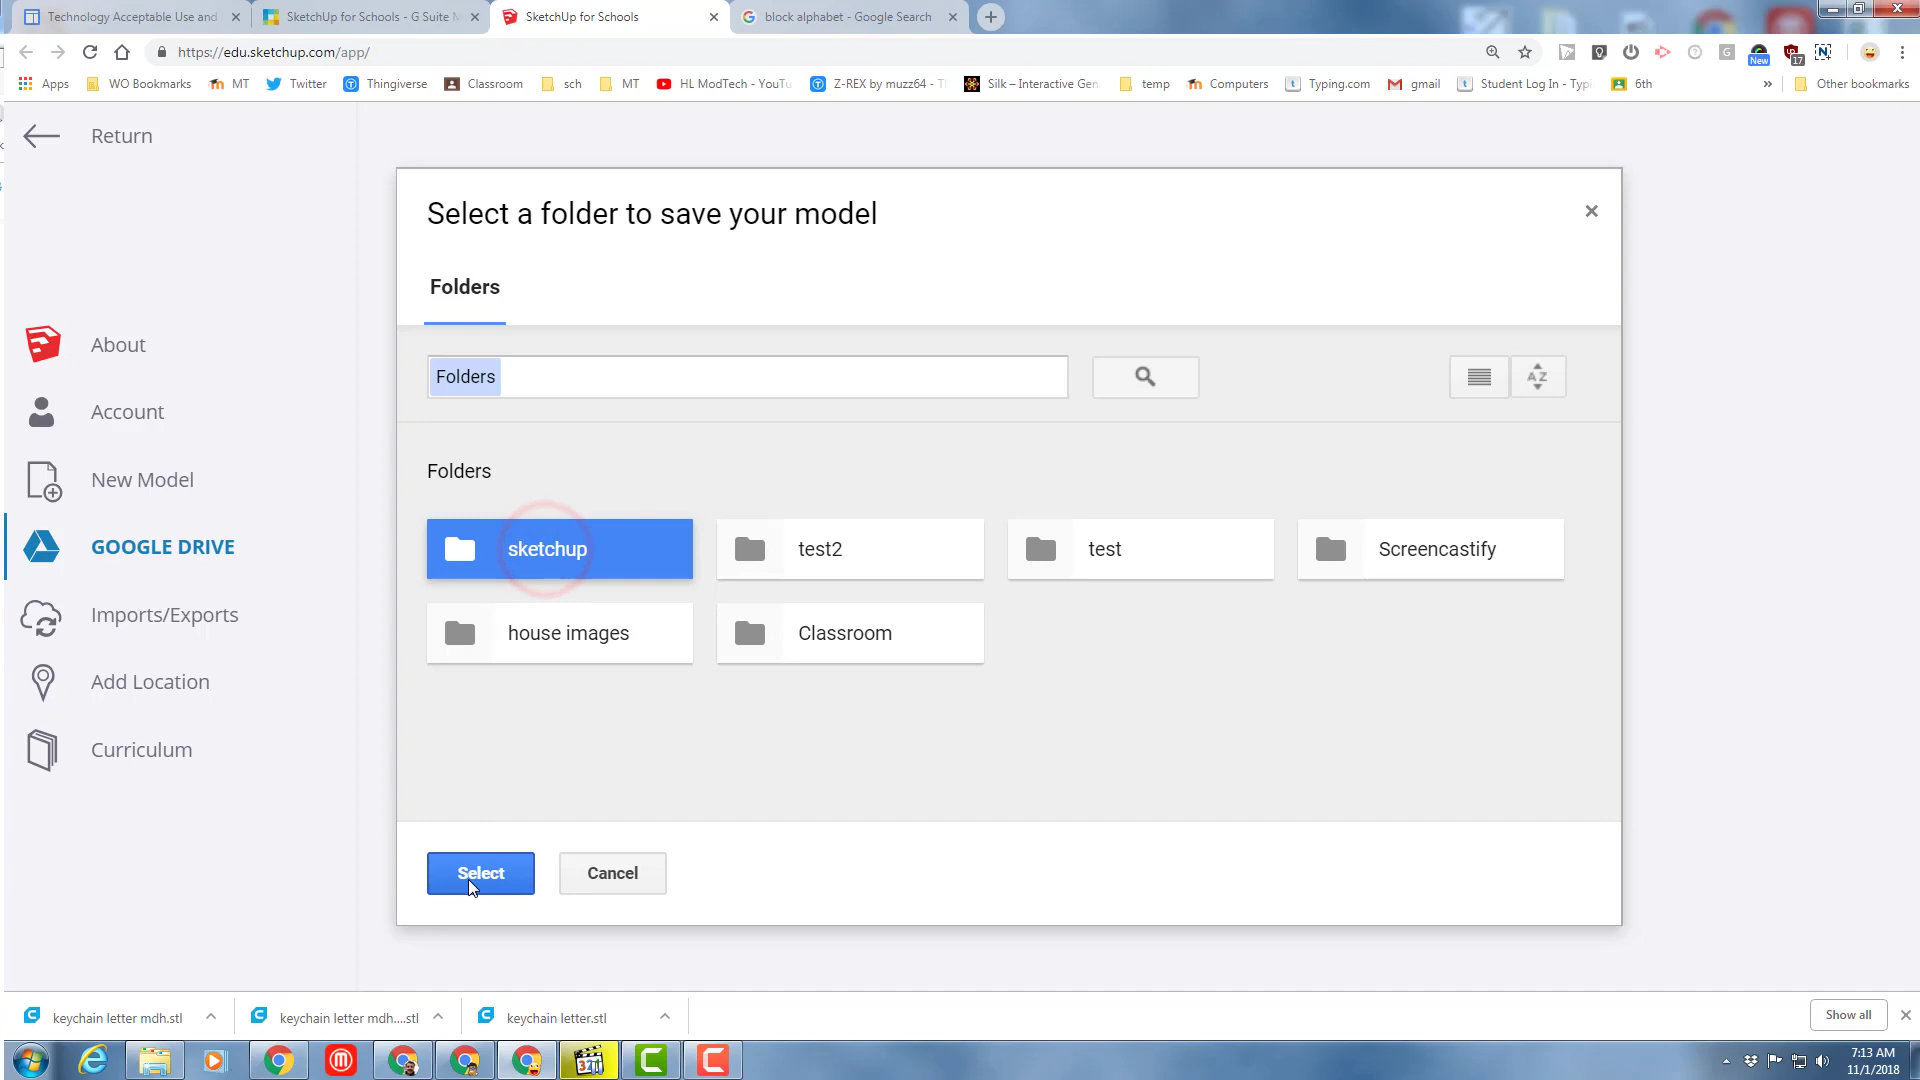 Technology Acceptable Use and
SketchUp for Schools - G Suite M
SketchUp for Schools
block alphabet - Google Search
https://edu.sketchup.com/app/
New
17
Apps
WO Bookmarks
MT
Twitter
Thingiverse
Classroom
sch
MT
HL ModTech - YouTu
Z-REX by muzz64 - Th
Silk – Interactive Gen
temp
Computers
Typing.com
gmail
Student Log In - Typi
6th
»
Other bookmarks
Return
Select a folder to save your model
Folders
Folders
AZ
About
Account
New Model
GOOGLE DRIVE
Imports/Exports
Add Location
Curriculum
Folders
sketchup
test2
test
Screencastify
house images
Classroom
Select
Cancel
keychain letter mdh.stl
keychain letter mdh....stl
keychain letter.stl
Show all
321
7:13 AM
11/1/2018